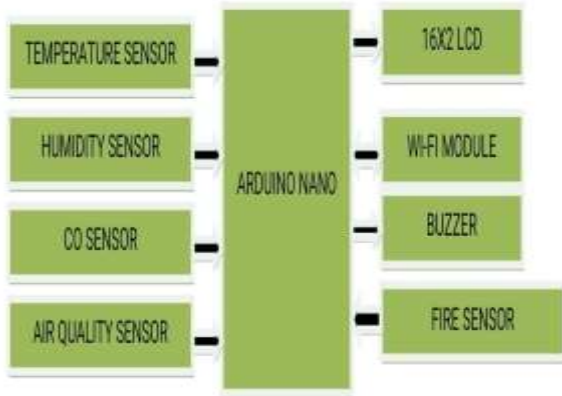 TEMPERATURE SENSOR
HUMIDITY SENSOR
CO SENSOR
AIR QUALITY SENSOR
ARDUINO NANO
16X2 LCD
WI-FI MODULE
BUZZER
FIRE SENSOR